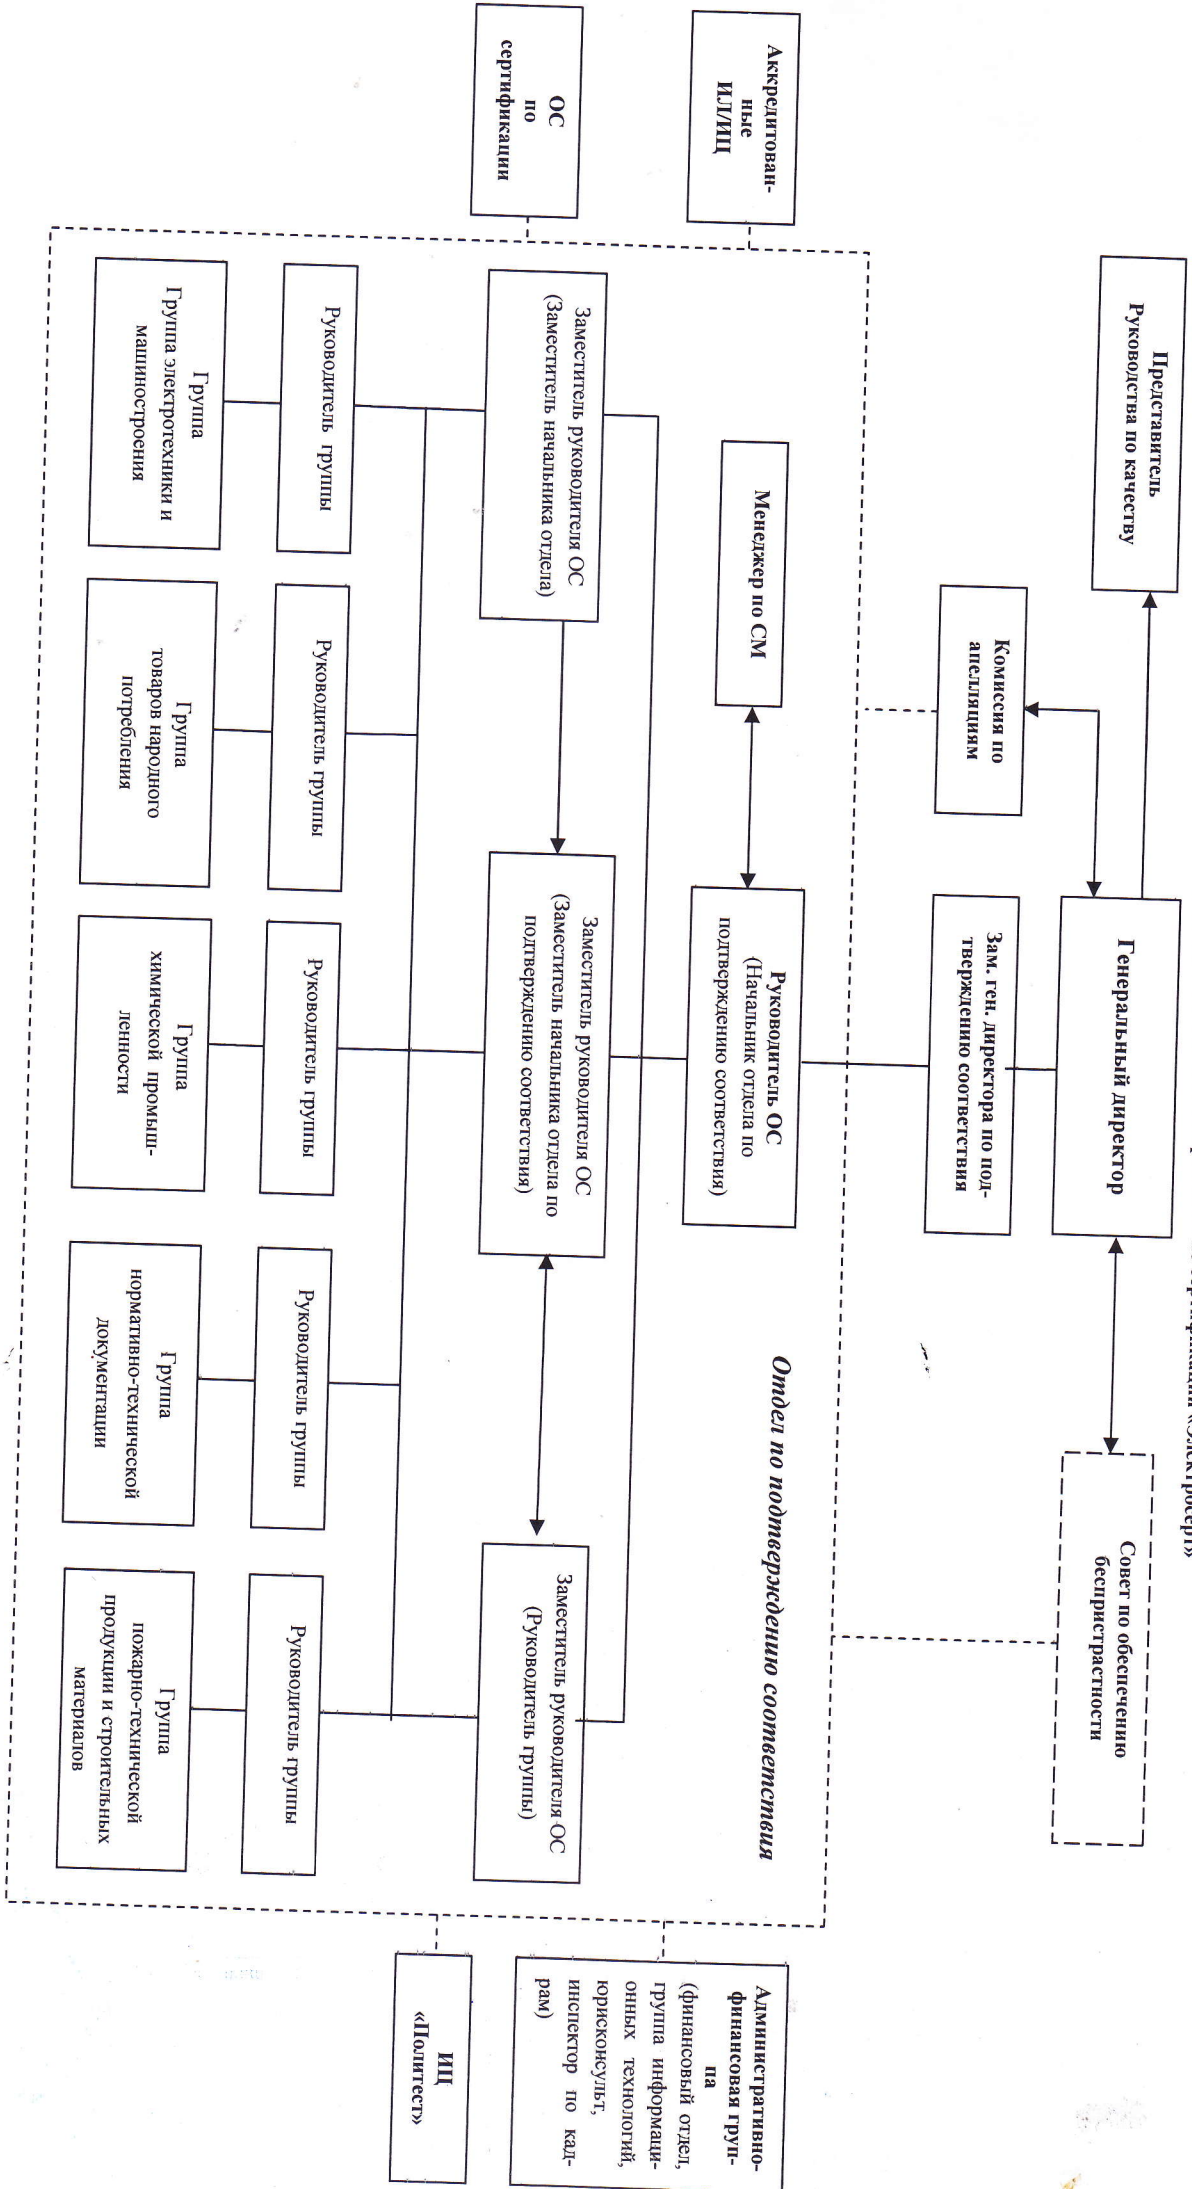 сертификации «Электросерт»
Представитель
Руководства по качеству
Генеральный директор
Совет по обеспечению
беспристрастности
Комиссия по
апелляциям
Зам. ген. директора по под-
тверждению соответствия
Отдел по подтверждению соответствия
Аккредитован-
ные
ИЛ/ИЦ
Менеджер по СМ
Руководитель ОС
(Начальник отдела по
подтверждению соответствия)
Административно-
финансовая груп-
па
(финансовый отдел,
группа информаци-
онных технологий,
юрисконсульт,
инспектор по кад-
рам)
ОС
по
сертификации
Заместитель руководителя ОС
(Заместитель начальника отдела)
Заместитель руководителя ОС
(Заместитель начальника отдела по
подтверждению соответствия)
Заместитель руководителя ОС
(Руководитель группы)
ИЦ
«Политест»
Руководитель группы
Руководитель группы
Руководитель группы
Руководитель группы
Руководитель группы
Группа
Группа электротехники и
машиностроения
Группа
товаров народного
потребления
Группа
химической промыш-
ленности
Группа
нормативно-технической
документации
Группа
пожарно-технической
продукции и строительных
материалов